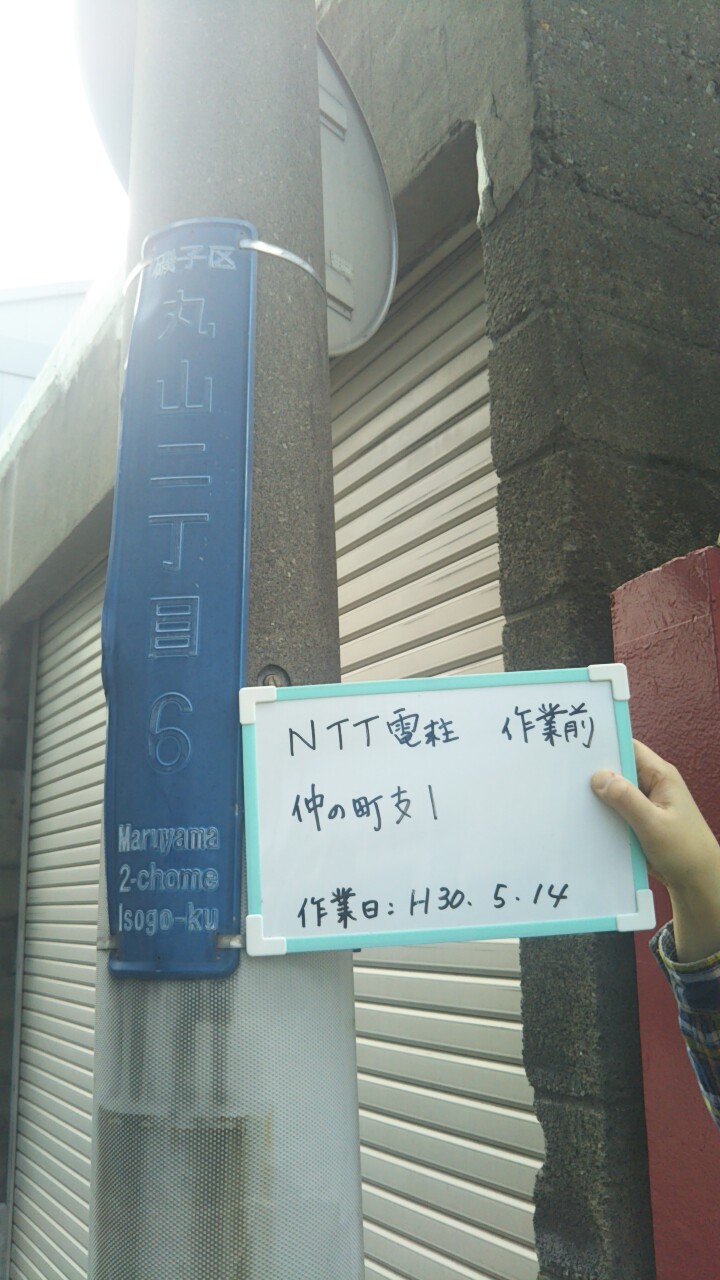 磯子区
丸山二丁目6
Maruyama
2-chome
Isogo-ku
NTT電柱 作業前
仲の町支1
作業日:H30.5.14